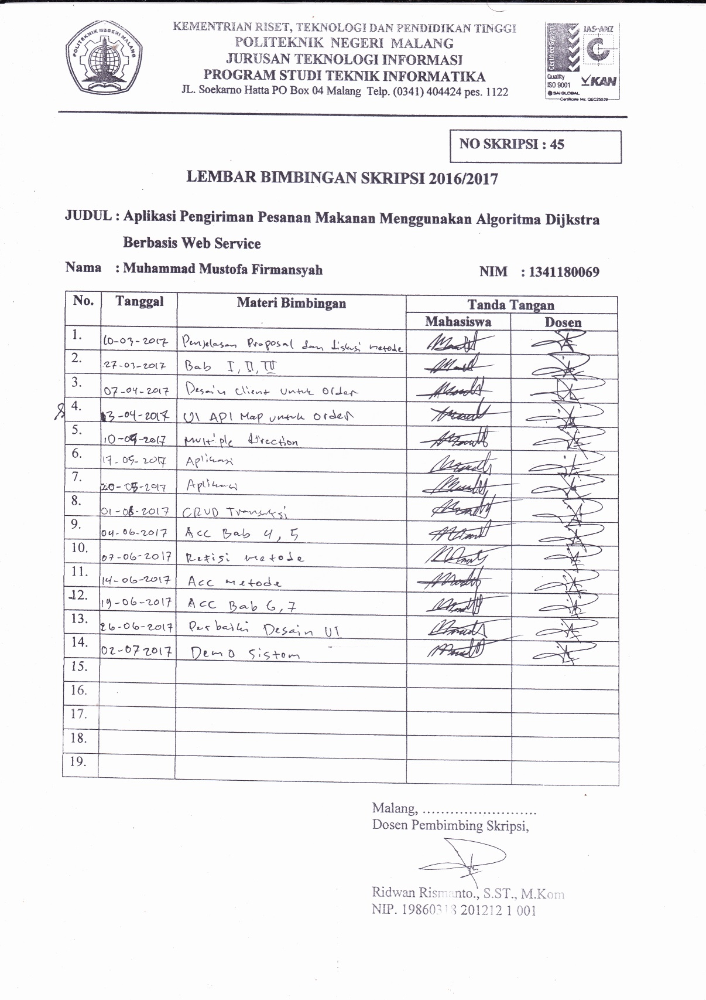 POLITEKNIK NEGERI MALANG
KEMENTRIAN RISET, TEKNOLOGI DAN PENDIDIKAN TINGGI
POLITEKNIK NEGERI MALANG
JURUSAN TEKNOLOGI INFORMASI
PROGRAM STUDI TEKNIK INFORMATIKA
JL. Soekarno Hatta PO Box 04 Malang Telp. (0341) 404424 pes. 1122
Certified System
JAS-ANZ
Quality
ISO 9001
KAN
SAI GLOBAL
Certificate No: QEC25539
NO SKRIPSI : 45
LEMBAR BIMBINGAN SKRIPSI 2016/2017
JUDUL : Aplikasi Pengiriman Pesanan Makanan Menggunakan Algoritma Dijkstra
Berbasis Web Service
Nama : Muhammad Mustofa Firmansyah NIM : 1341180069
No. Tanggal Materi Bimbingan Tanda Tangan
Mahasiswa Dosen
1. 10-03-2017 Penjelasan Proposal dan diskusi metode
2. 27-03-2017 Bab I, II, III
3. 07-04-2017 Desain Client untuk Order
4. 13-04-2017 UI API Map untuk order
5. 10-05-2017 Multiple direction
6. 17-05-2017 Aplikasi
7. 20-05-2017 Aplikasi
8. 01-06-2017 CRUD Transaksi
9. 04-06-2017 Acc Bab 4, 5
10. 07-06-2017 Refisi metode
11. 14-06-2017 Acc metode
12. 19-06-2017 Acc Bab 6, 7
13. 26-06-2017 Perbaiki Desain UI
14. 02-07 2017 Demo Sistem
15.
16.
17.
18.
19.
Malang, .........................
Dosen Pembimbing Skripsi,
Ridwan Rismanto., S.ST., M.Kom
NIP. 19860318 201212 1 001